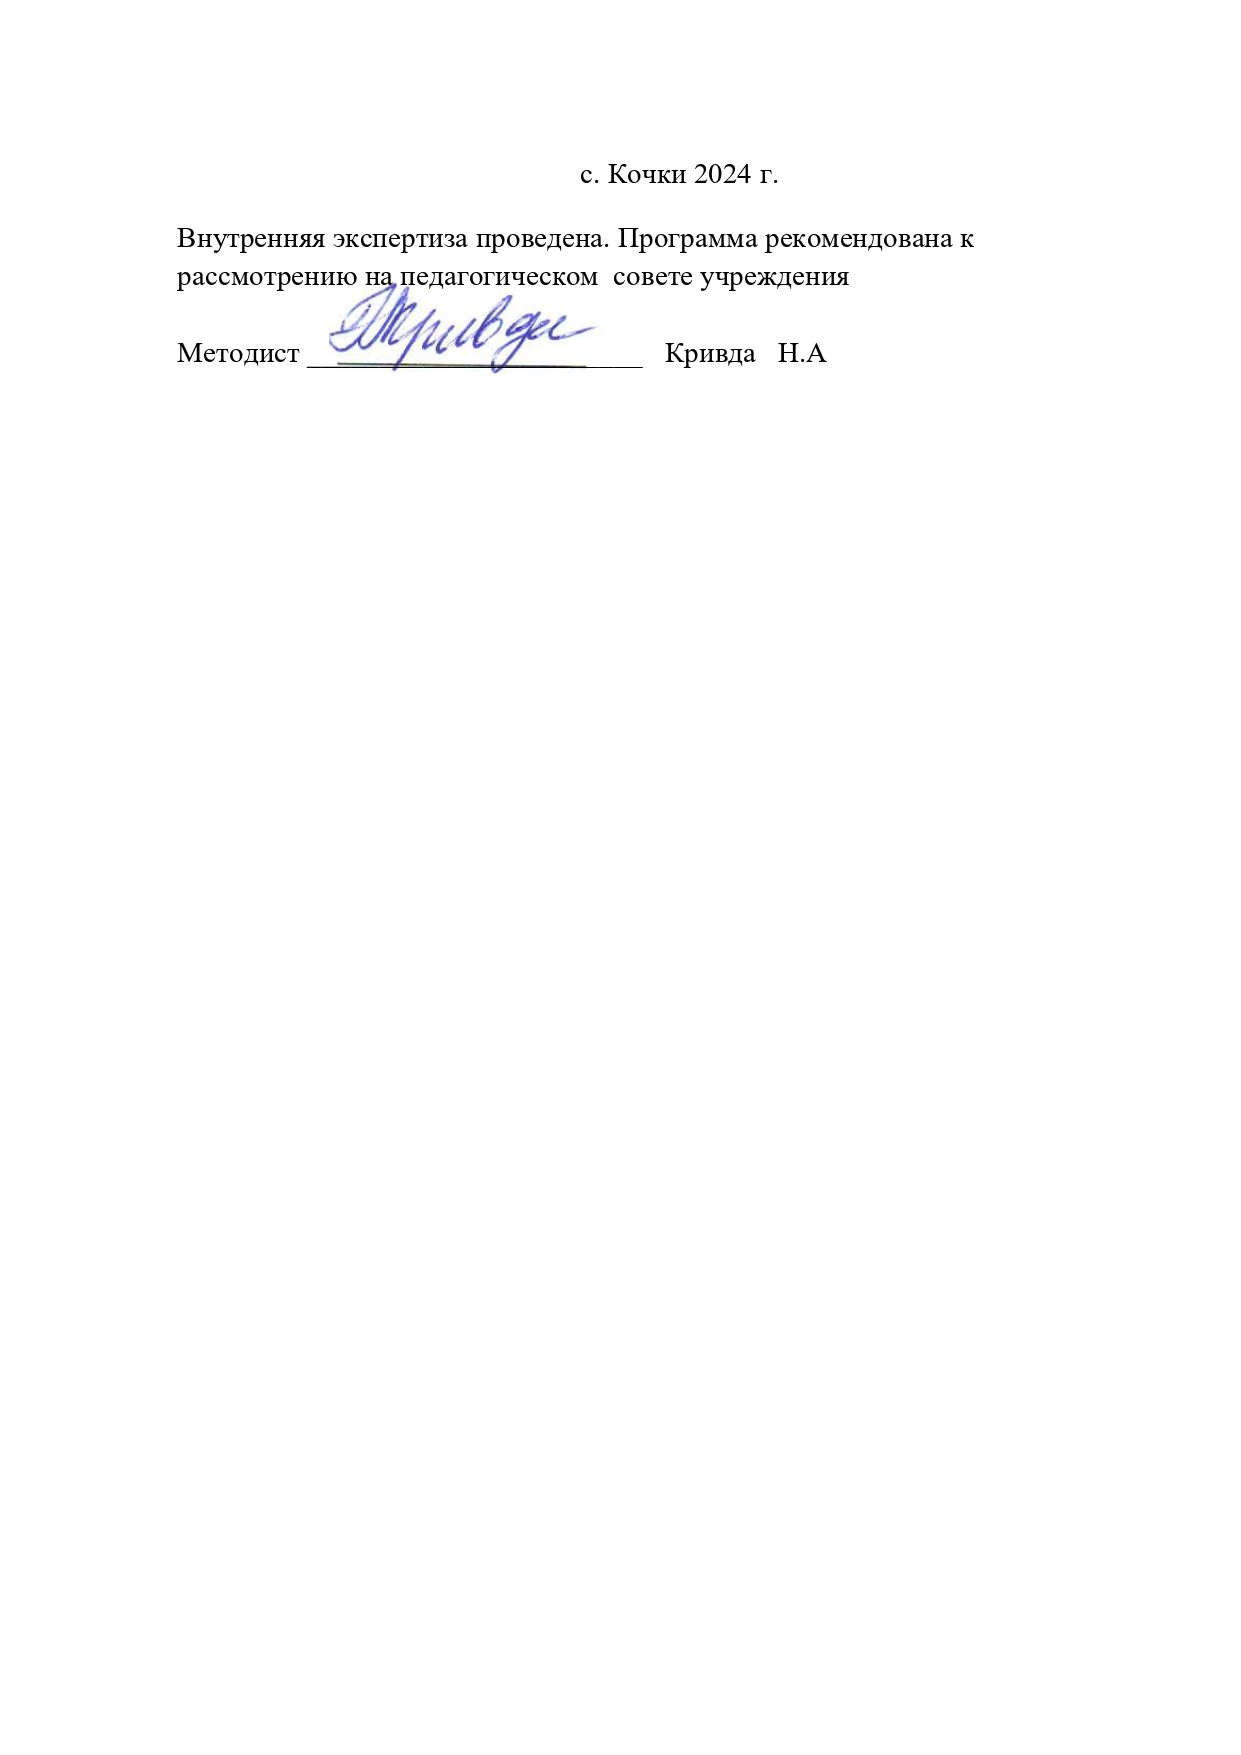 с. Кочки 2024 г.
Внутренняя экспертиза проведена. Программа рекомендована к
рассмотрению на педагогическом  совете учреждения
Методист ________________________ Кривда Н.А